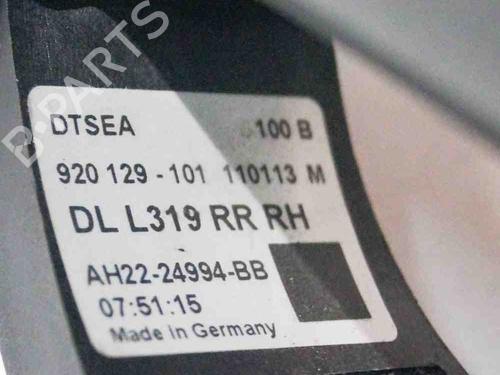 B-PARTS
DTSEA 100 B
920 129-101 110113 M
DL L319 RR RH
AH22-24994-BB
07:51:15
Made in Germany